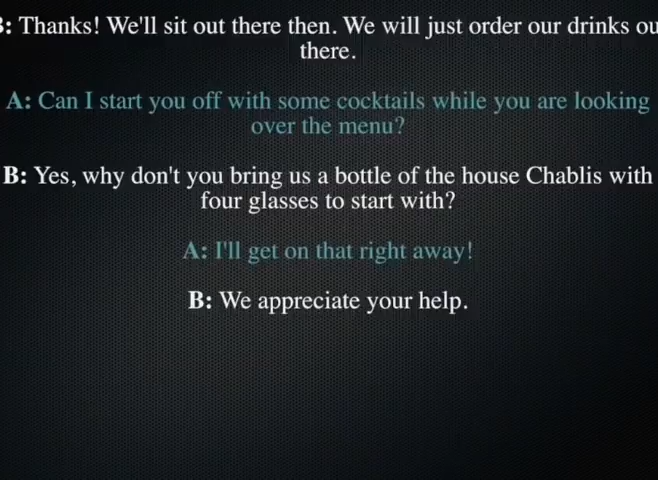 : Thanks! We'll sit out there then. We will just order our drinks
there.
A: Can I start you off with some cocktails while you are looking
over the menu?
B: Yes, why don't you bring us a bottle of the house Chablis with
four glasses to start with?
A: I'll get on that right away!
B: We appreciate your help.